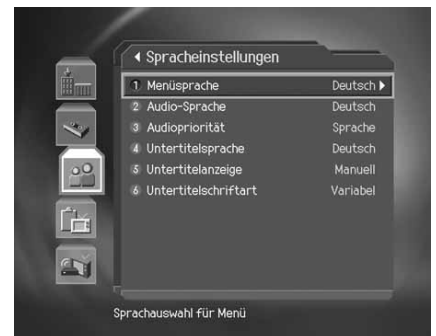 Spracheinstellungen
1 Menüsprache Deutsch
2 Audio-Sprache Deutsch
3 Audiopriorität Sprache
4 Untertitelsprache Deutsch
5 Untertitelanzeige Manuell
6 Untertitelschriftart Variabel
Sprachauswahl für Menü